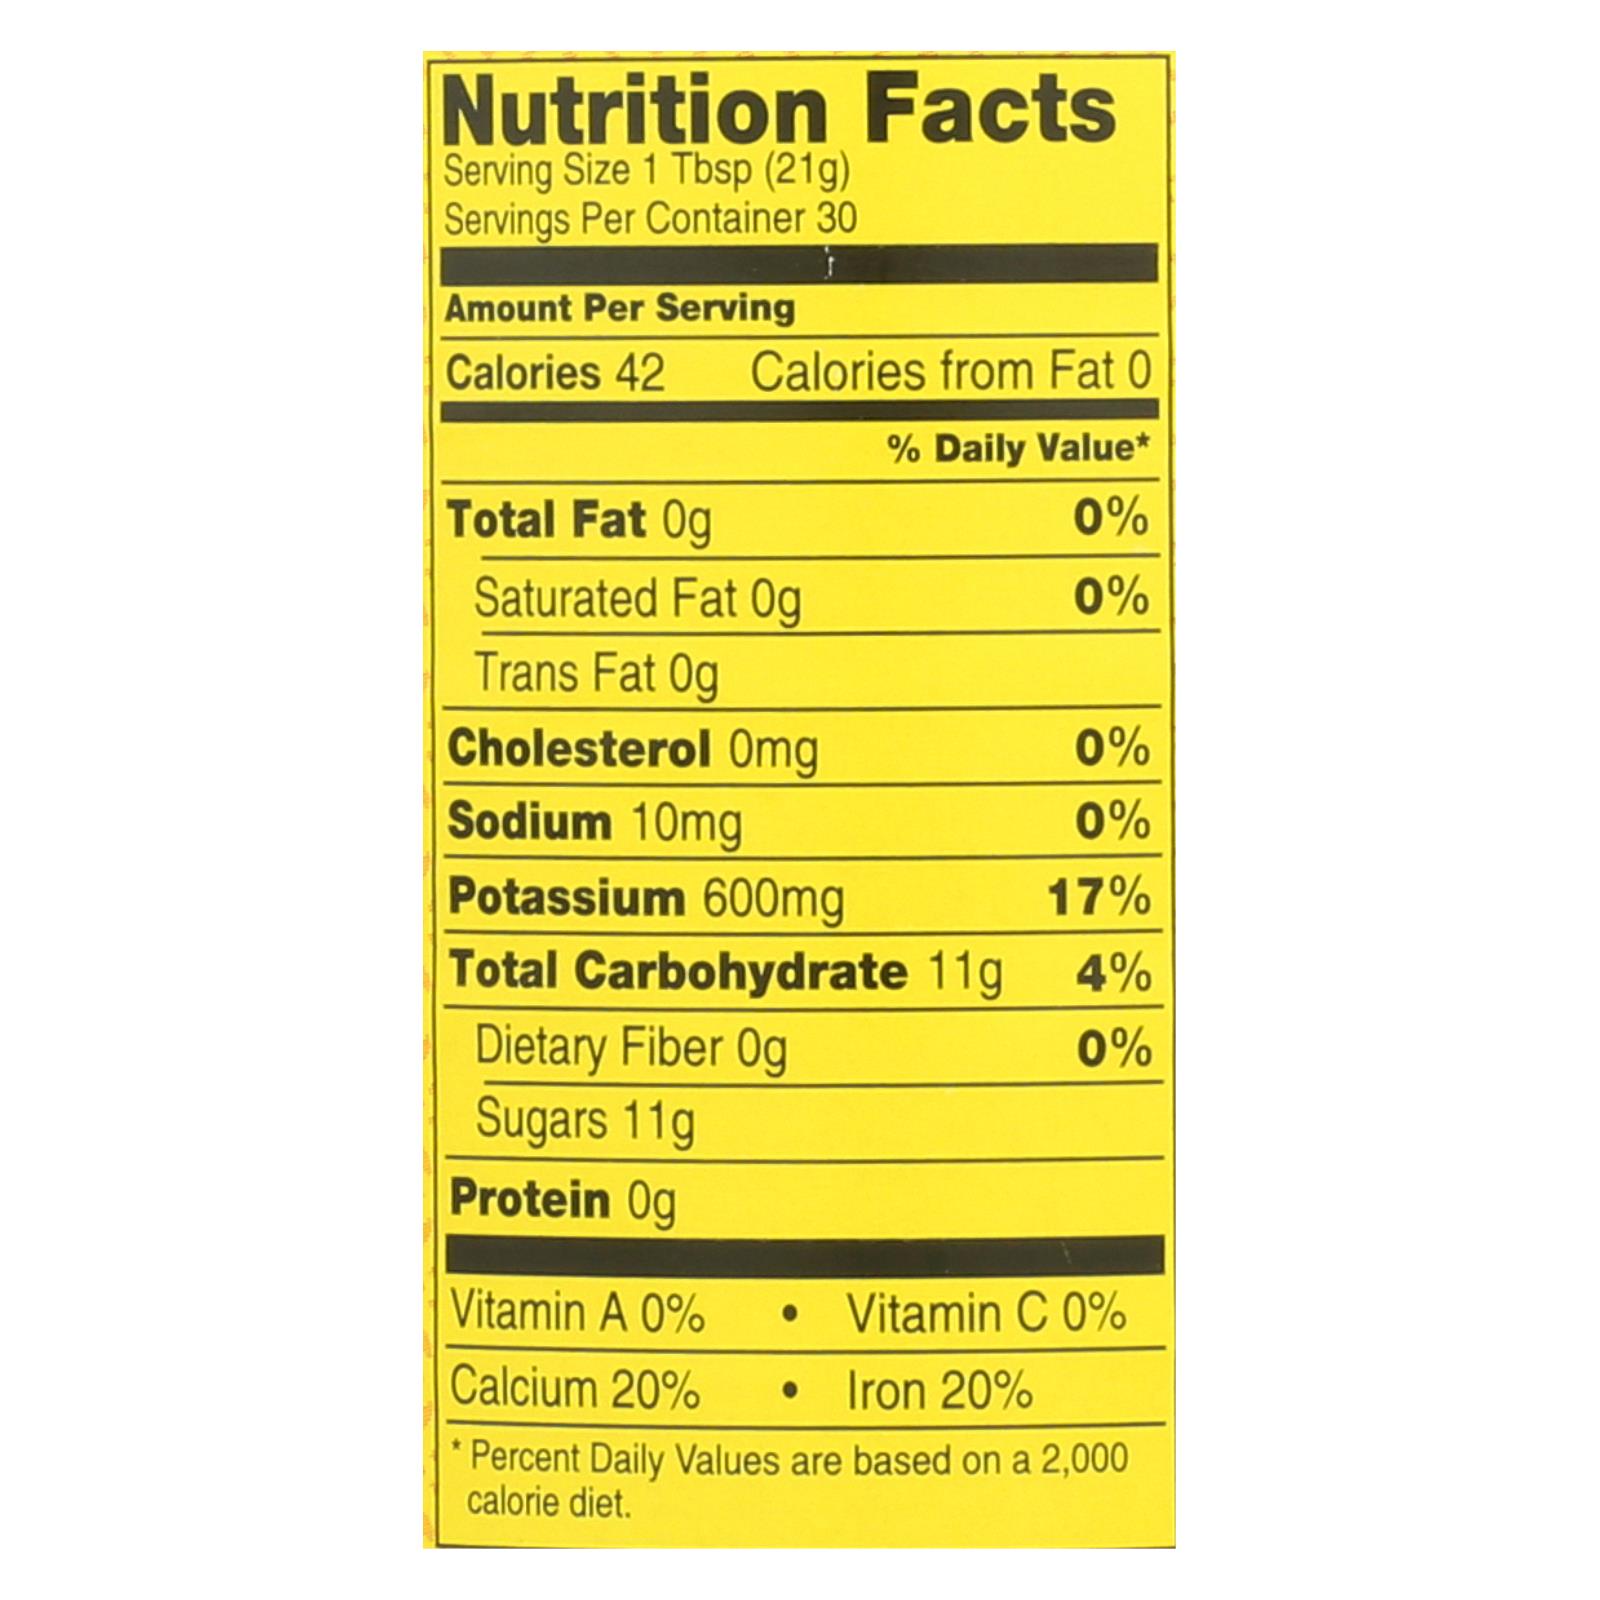 Nutrition Facts
Serving Size 1 Tbsp (21g)
Servings Per Container 30
Amount Per Serving
Calories 42 Calories from Fat 0
% Daily Value*
Total Fat 0g 0%
Saturated Fat 0g 0%
Trans Fat 0g
Cholesterol 0mg 0%
Sodium 10mg 0%
Potassium 600mg 17%
Total Carbohydrate 11g 4%
Dietary Fiber 0g 0%
Sugars 11g
Protein 0g
Vitamin A 0% • Vitamin C 0%
Calcium 20% • Iron 20%
* Percent Daily Values are based on a 2,000
calorie diet.